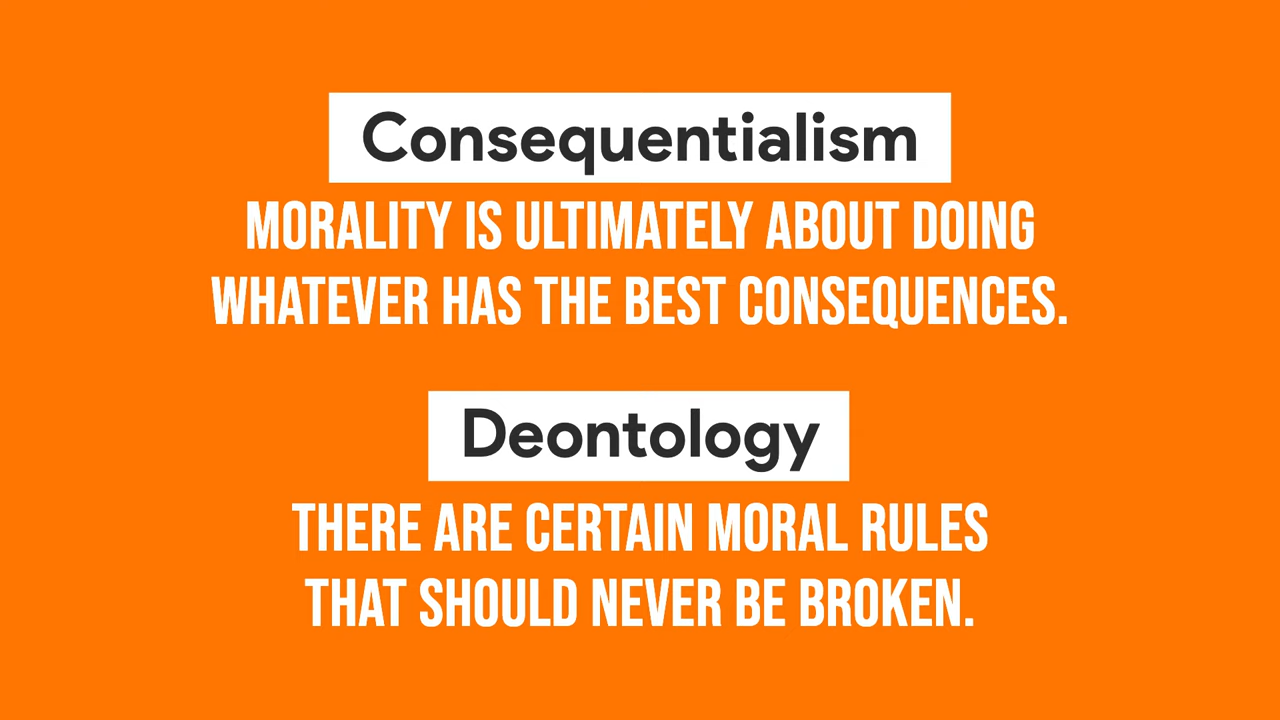 Consequentialism
MORALITY IS ULTIMATELY ABOUT DOING
WHATEVER HAS THE BEST CONSEQUENCES.
Deontology
THERE ARE CERTAIN MORAL RULES
THAT SHOULD NEVER BE BROKEN.